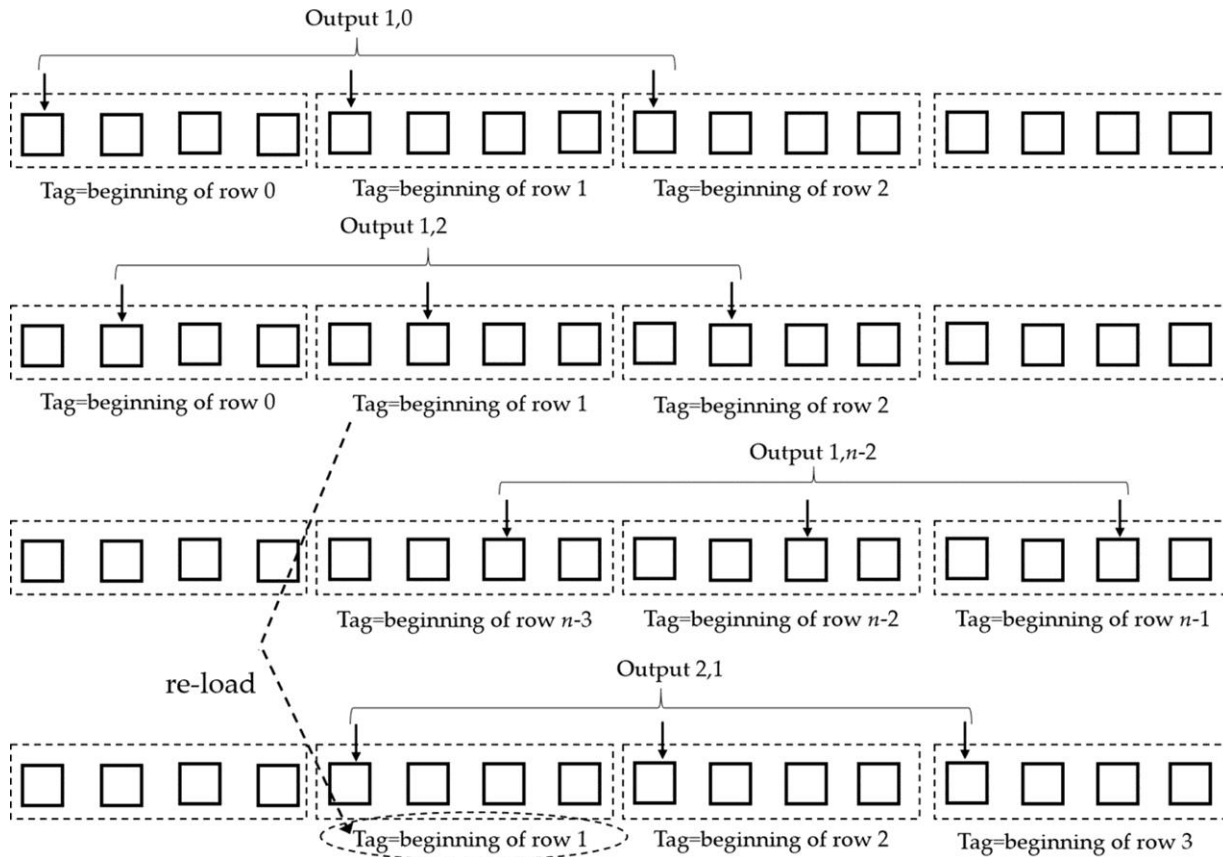 Output 1,0
Tag=beginning of row 0
Tag=beginning of row 1
Tag=beginning of row 2
Output 1,2
Tag=beginning of row 0
Tag=beginning of row 1
Tag=beginning of row 2
Output 1,n-2
Tag=beginning of row n-3
Tag=beginning of row n-2
Tag=beginning of row n-1
re-load
Output 2,1
Tag=beginning of row 1
Tag=beginning of row 2
Tag=beginning of row 3